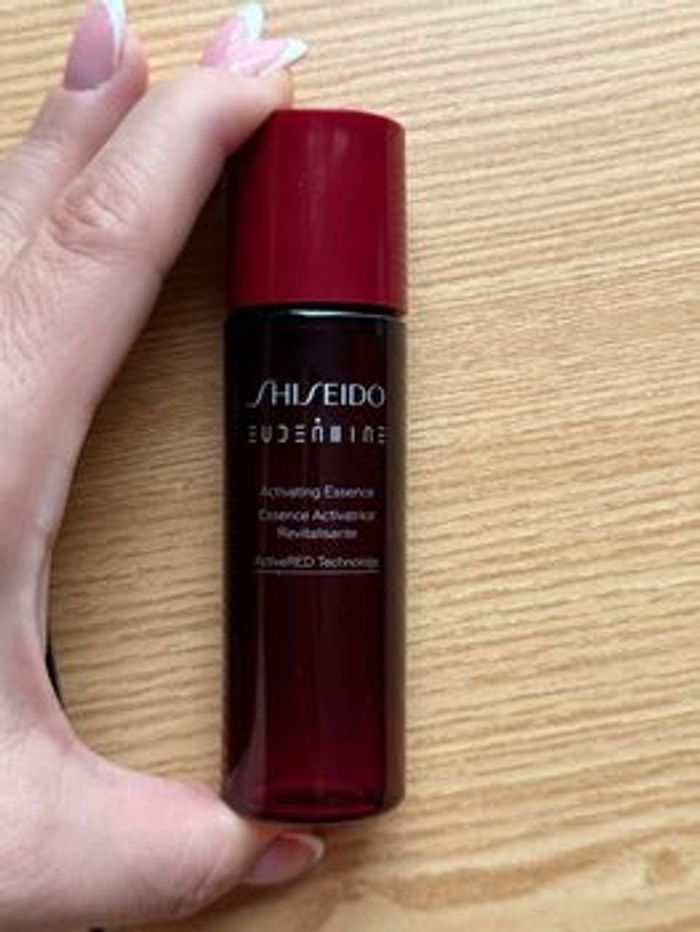 SHISEIDO
EUDERMINE
Activating Essence
Essence Activatrice
Revitalisante
ActiveRED Technology